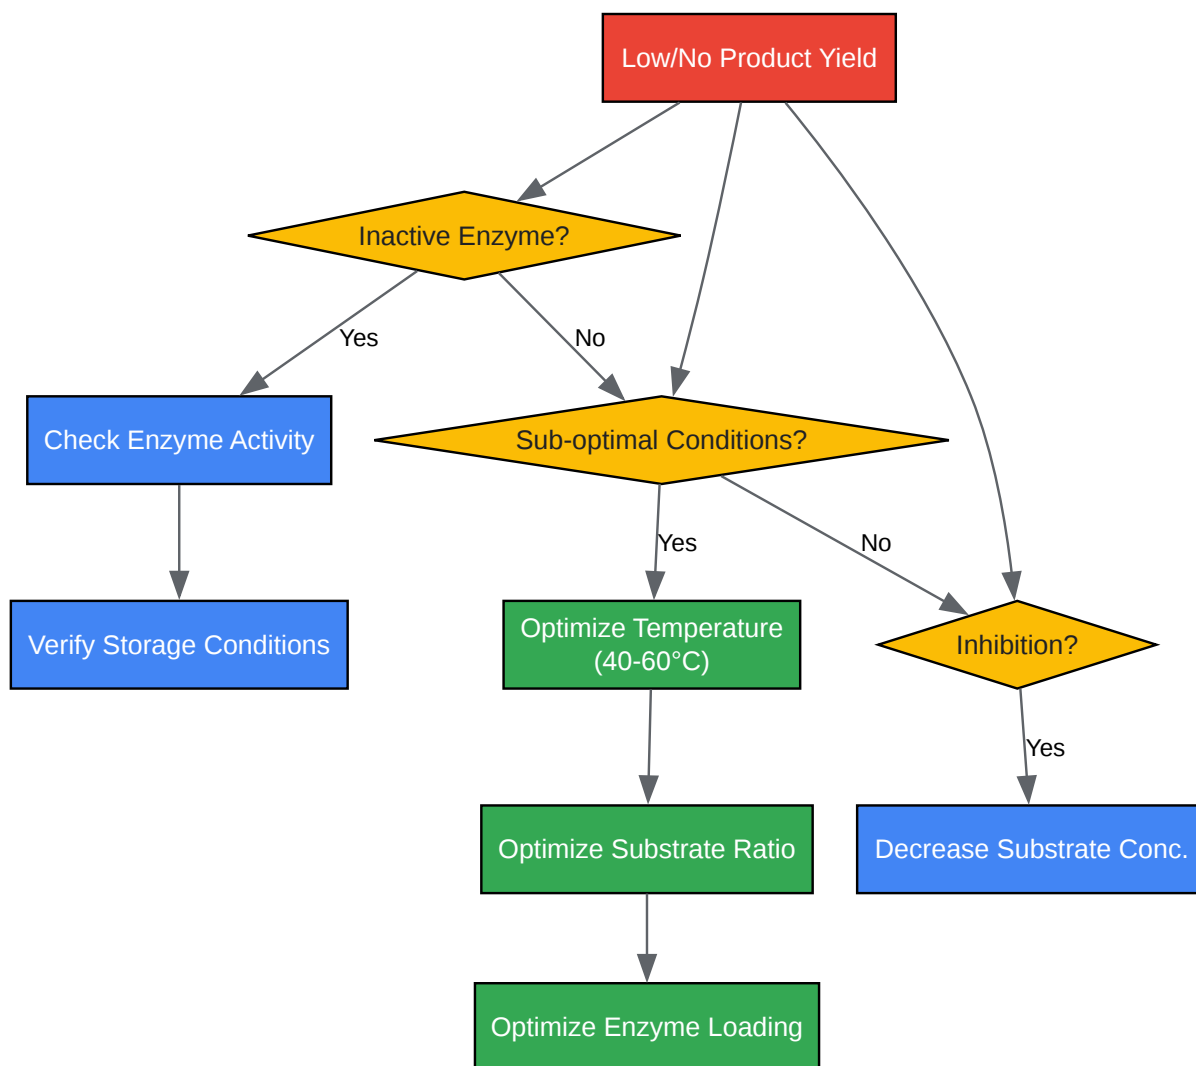 Low/No Product Yield
Inactive Enzyme?
Yes
No
Check Enzyme Activity
Sub-optimal Conditions?
Yes
No
Verify Storage Conditions
Optimize Temperature
(40-60°C)
Inhibition?
Yes
Optimize Substrate Ratio
Decrease Substrate Conc.
Optimize Enzyme Loading